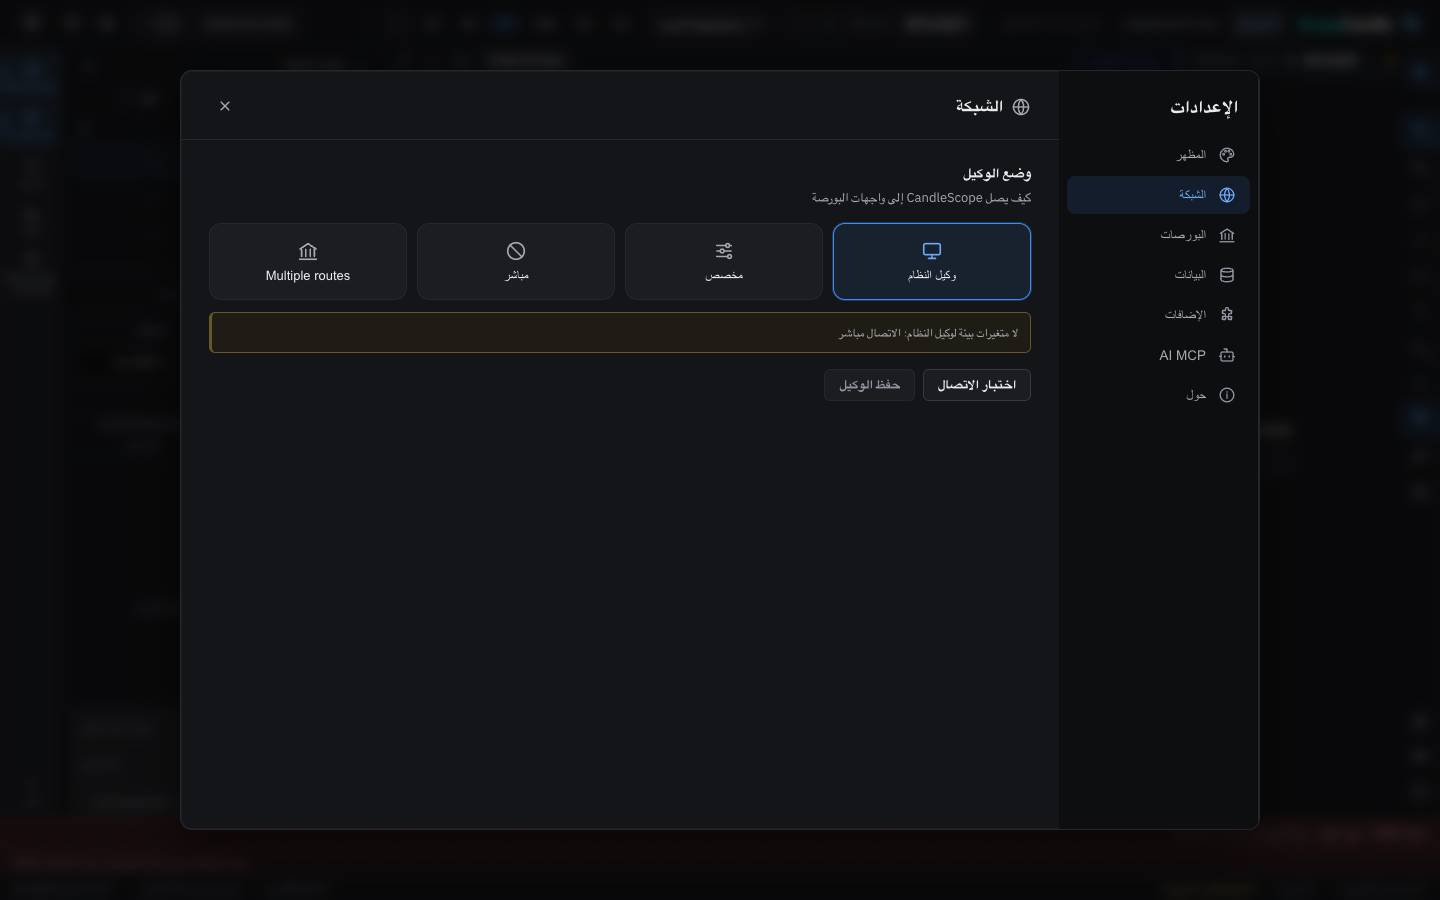 الإعدادات
المظهر
الشبكة
البورصات
البيانات
الإضافات
AI MCP
حول
الشبكة
وضع الوكيل
كيف يصل CandleScope إلى واجهات البورصة
وكيل النظام
مخصص
مباشر
Multiple routes
لا متغيرات بيئة لوكيل النظام: الاتصال مباشر
اختبار الاتصال
حفظ الوكيل